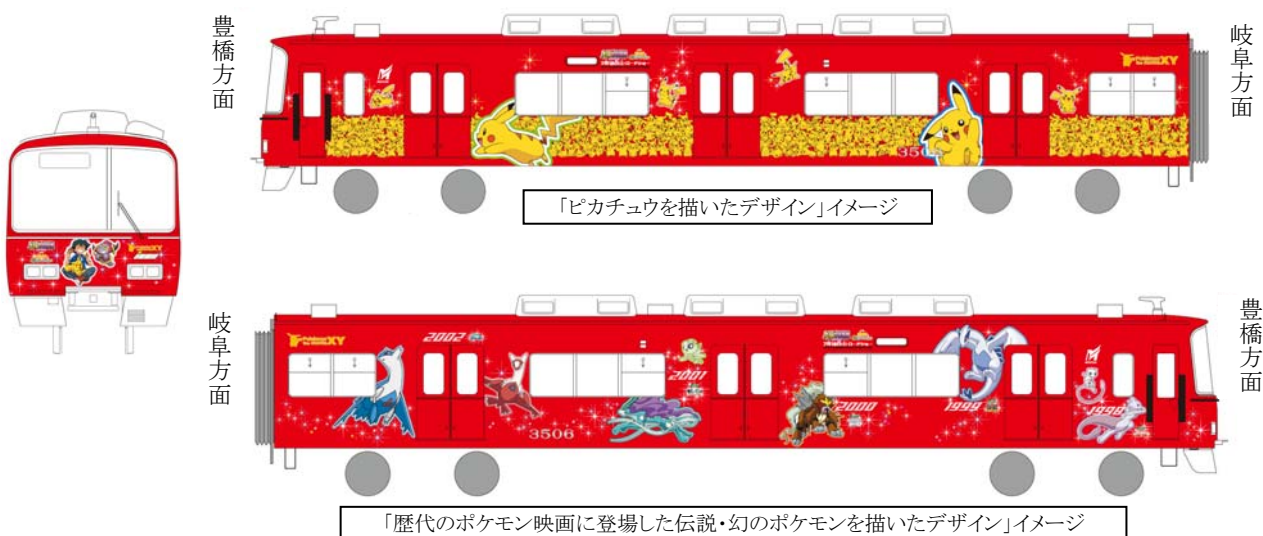 豊橋方面
岐阜方面
XY
350
「ピカチュウを描いたデザイン」イメージ
岐阜方面
豊橋方面
XY
2002
2001
2000
1999
1998
3506
「歴代のポケモン映画に登場した伝説・幻のポケモンを描いたデザイン」イメージ